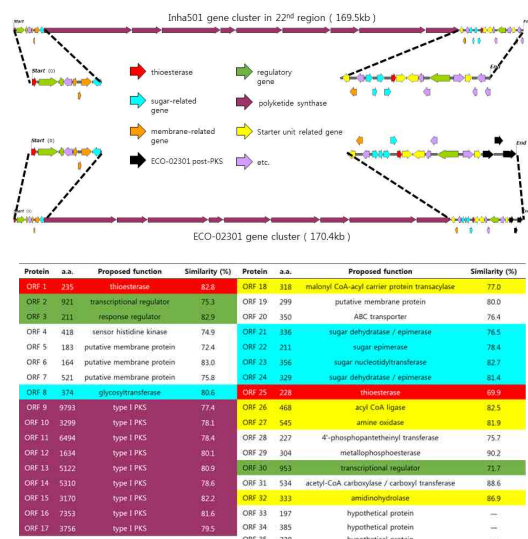 Inha501 gene cluster in 22nd region (169.5kb)
Start
End
Start (G)
End
thioesterase
regulatory gene
sugar-related gene
polyketide synthase
membrane-related gene
Starter unit related gene
ECO-02301 post-PKS
etc.
Start (B)
End
ECO-02301 gene cluster (170.4kb)
Protein a.a. Proposed function Similarity (%) Protein a.a. Proposed function Similarity (%)
ORF 1 235 thioesterase 82.8 ORF 18 318 malonyl CoA-acyl carrier protein transacylase 77.0
ORF 2 921 transcriptional regulator 75.3 ORF 19 299 putative membrane protein 80.0
ORF 3 211 response regulator 82.9 ORF 20 350 ABC transporter 76.4
ORF 4 418 sensor histidine kinase 74.9 ORF 21 336 sugar dehydratase / epimerase 76.5
ORF 5 183 putative membrane protein 72.4 ORF 22 211 sugar epimerase 78.4
ORF 6 164 putative membrane protein 83.0 ORF 23 356 sugar nucleotidyltransferase 82.7
ORF 7 521 putative membrane protein 75.8 ORF 24 329 sugar dehydratase / epimerase 81.4
ORF 8 374 glycosyltransferase 80.6 ORF 25 228 thioesterase 69.9
ORF 9 9793 type I PKS 77.4 ORF 26 468 acyl CoA ligase 82.5
ORF 10 3299 type I PKS 78.1 ORF 27 545 amine oxidase 81.9
ORF 11 6494 type I PKS 78.4 ORF 28 227 4'-phosphopantetheinyl transferase 75.7
ORF 12 1634 type I PKS 80.1 ORF 29 304 metallophosphoesterase 90.2
ORF 13 5122 type I PKS 80.9 ORF 30 953 transcriptional regulator 71.7
ORF 14 5310 type I PKS 78.6 ORF 31 534 acetyl-CoA carboxylase / carboxyl transferase 88.6
ORF 15 3170 type I PKS 82.2 ORF 32 333 amidinohydrolase 86.9
ORF 16 7353 type I PKS 81.6 ORF 33 197 hypothetical protein —
ORF 17 3756 type I PKS 79.5 ORF 34 385 hypothetical protein —